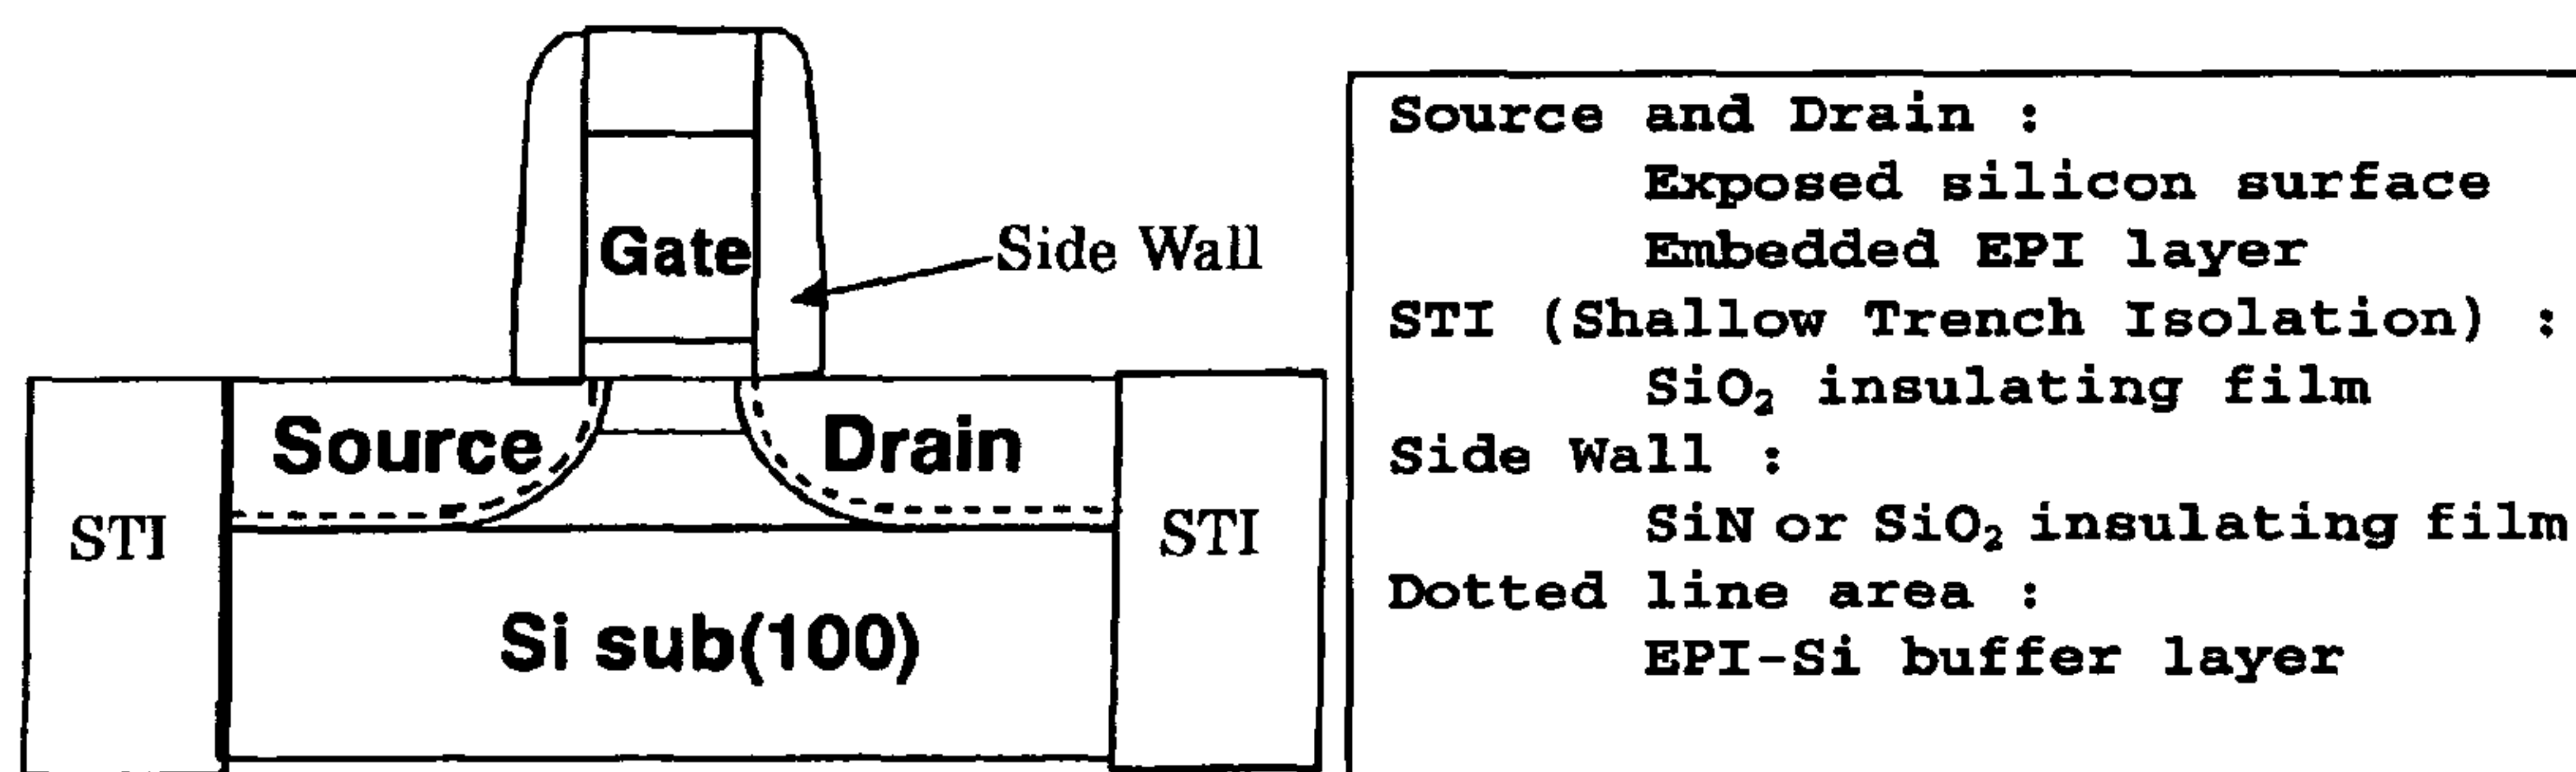 Gate
Side Wall
Source
Drain
STI
STI
Si sub(100)
Source and Drain :
Exposed silicon surface
Embedded EPI layer
STI (Shallow Trench Isolation) :
SiO₂ insulating film
Side Wall :
SiN or SiO₂ insulating film
Dotted line area :
EPI-Si buffer layer